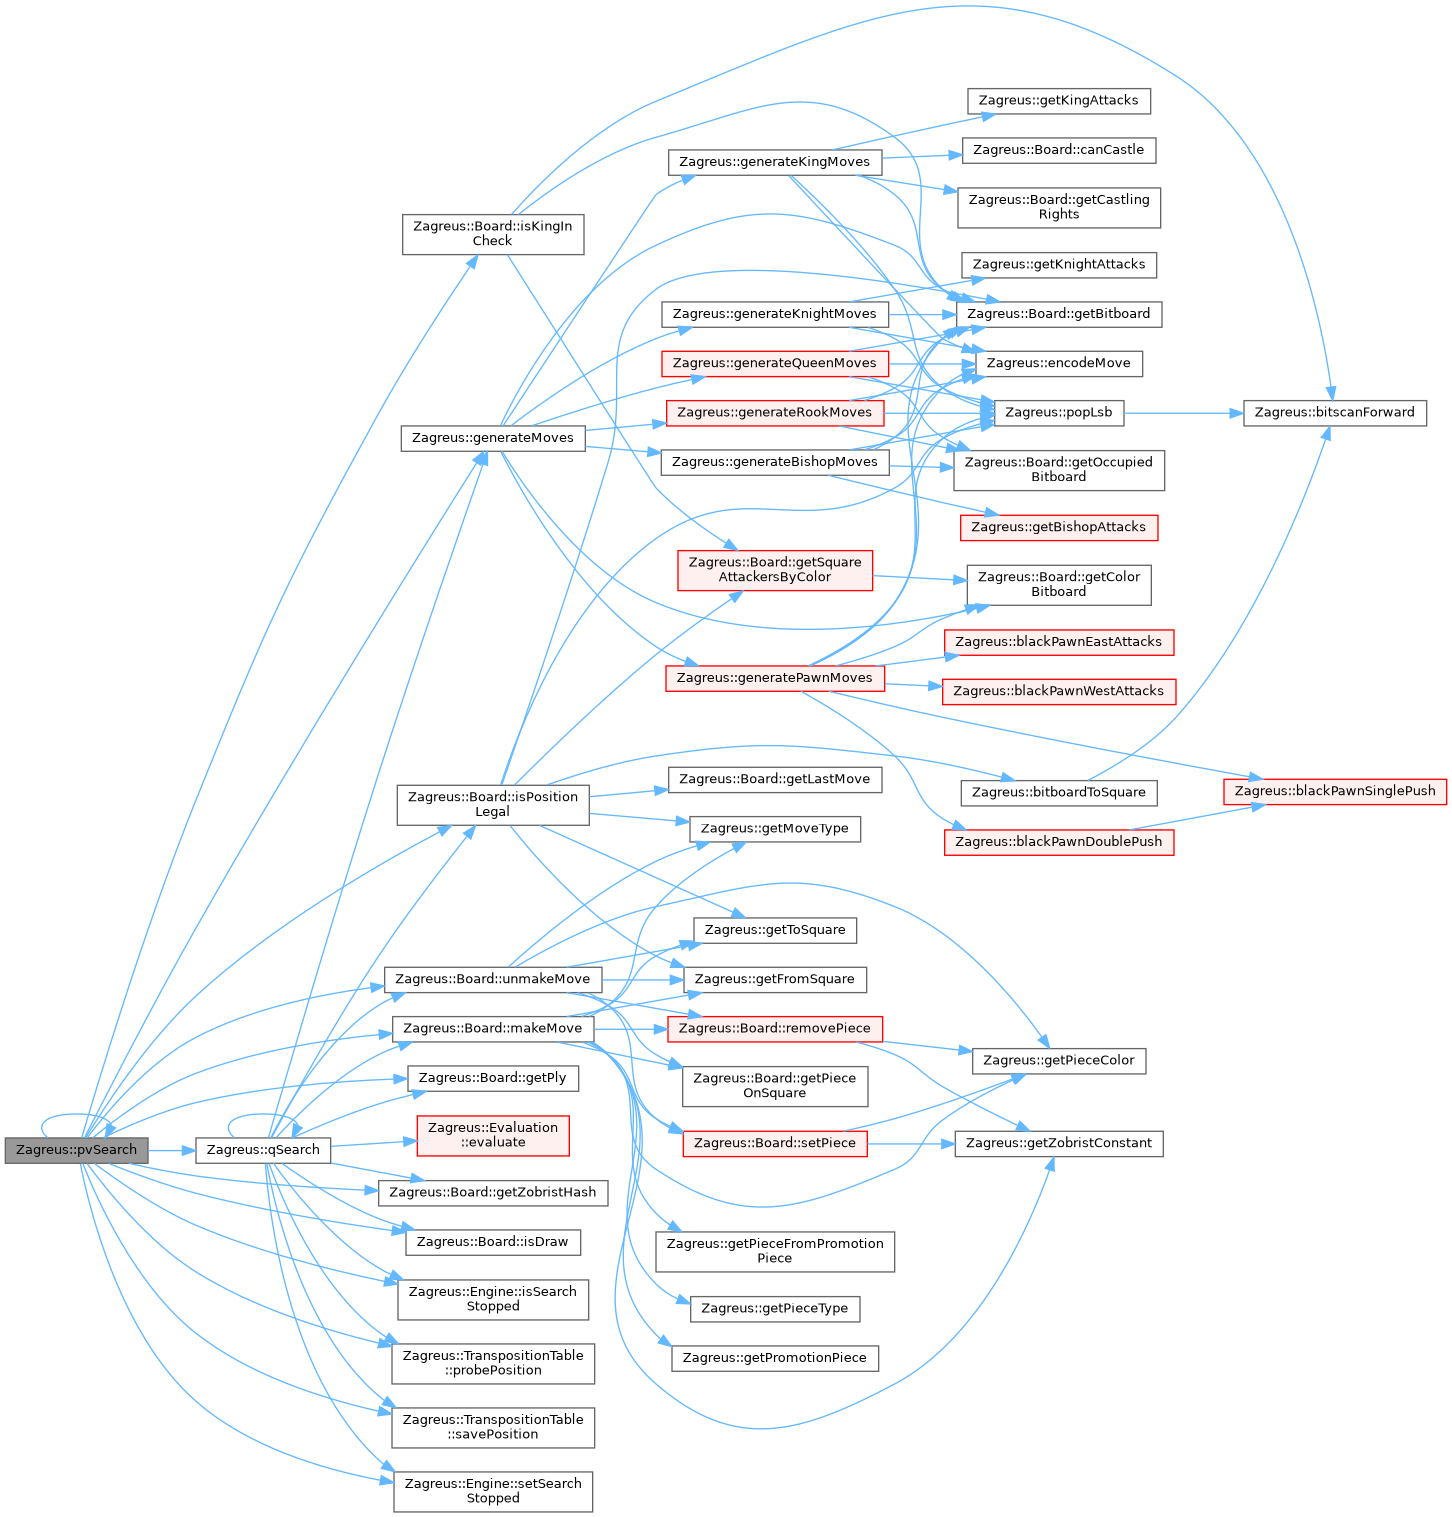 Zagreus::pvSearch
Zagreus::qSearch
Zagreus::Board::isKingIn
Check
Zagreus::generateMoves
Zagreus::Board::isPosition
Legal
Zagreus::Board::unmakeMove
Zagreus::Board::makeMove
Zagreus::Board::getPly
Zagreus::Evaluation
::evaluate
Zagreus::Board::getZobristHash
Zagreus::Board::isDraw
Zagreus::Engine::isSearch
Stopped
Zagreus::TranspositionTable
::probePosition
Zagreus::TranspositionTable
::savePosition
Zagreus::Engine::setSearch
Stopped
Zagreus::generateKingMoves
Zagreus::generateKnightMoves
Zagreus::generateQueenMoves
Zagreus::generateRookMoves
Zagreus::generateBishopMoves
Zagreus::Board::getSquare
AttackersByColor
Zagreus::generatePawnMoves
Zagreus::Board::getLastMove
Zagreus::getMoveType
Zagreus::getToSquare
Zagreus::getFromSquare
Zagreus::Board::removePiece
Zagreus::Board::getPiece
OnSquare
Zagreus::Board::setPiece
Zagreus::getPieceFromPromotion
Piece
Zagreus::getPieceType
Zagreus::getPromotionPiece
Zagreus::getKingAttacks
Zagreus::Board::canCastle
Zagreus::Board::getCastling
Rights
Zagreus::getKnightAttacks
Zagreus::Board::getBitboard
Zagreus::encodeMove
Zagreus::popLsb
Zagreus::Board::getOccupied
Bitboard
Zagreus::getBishopAttacks
Zagreus::Board::getColor
Bitboard
Zagreus::blackPawnEastAttacks
Zagreus::blackPawnWestAttacks
Zagreus::bitboardToSquare
Zagreus::blackPawnDoublePush
Zagreus::getPieceColor
Zagreus::getZobristConstant
Zagreus::bitscanForward
Zagreus::blackPawnSinglePush